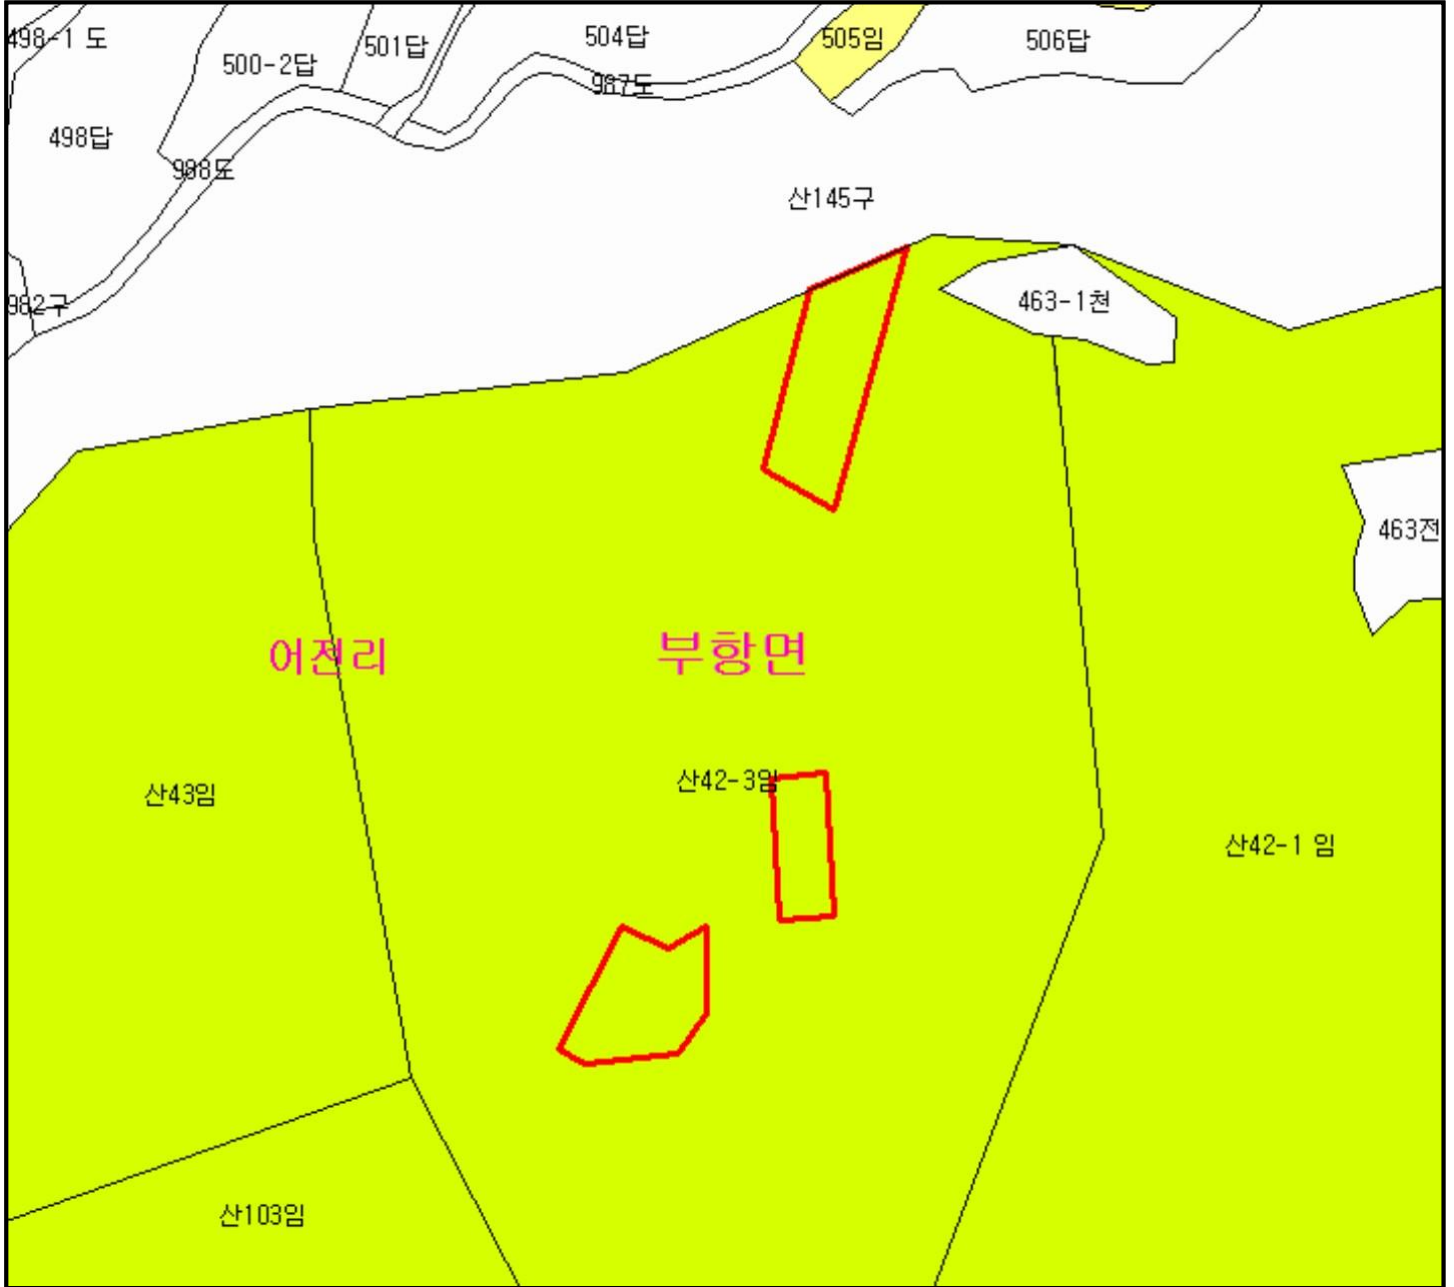 498-1 도
500-2답
501답
504답
505임
506답
987도
498답
988도
산145구
982구
463-1천
463전
어전리
부항면
산43임
산42-3임
산42-1 임
산103임